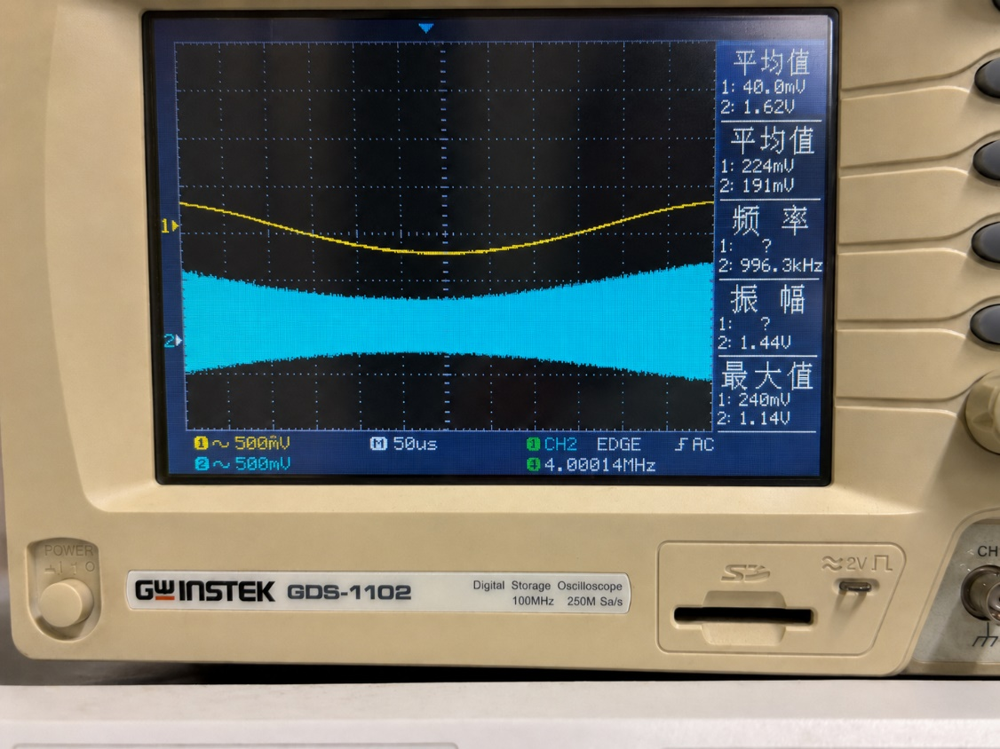 平均值
1: 40.0mV
2: 1.62V
平均值
1: 224mV
2: 191mV
频 率
1: ?
2: 996.3kHz
振 幅
1: ?
2: 1.44V
最大值
1: 240mV
2: 1.14V
1
2
1 ~ 500mV M 50us 1 CH2 EDGE AC
2 ~ 500mV 1 4.00014MHz
POWER
GWINSTEK GDS-1102
Digital Storage Oscilloscope
100MHz 250M Sa/s
SD
≈2V
CH